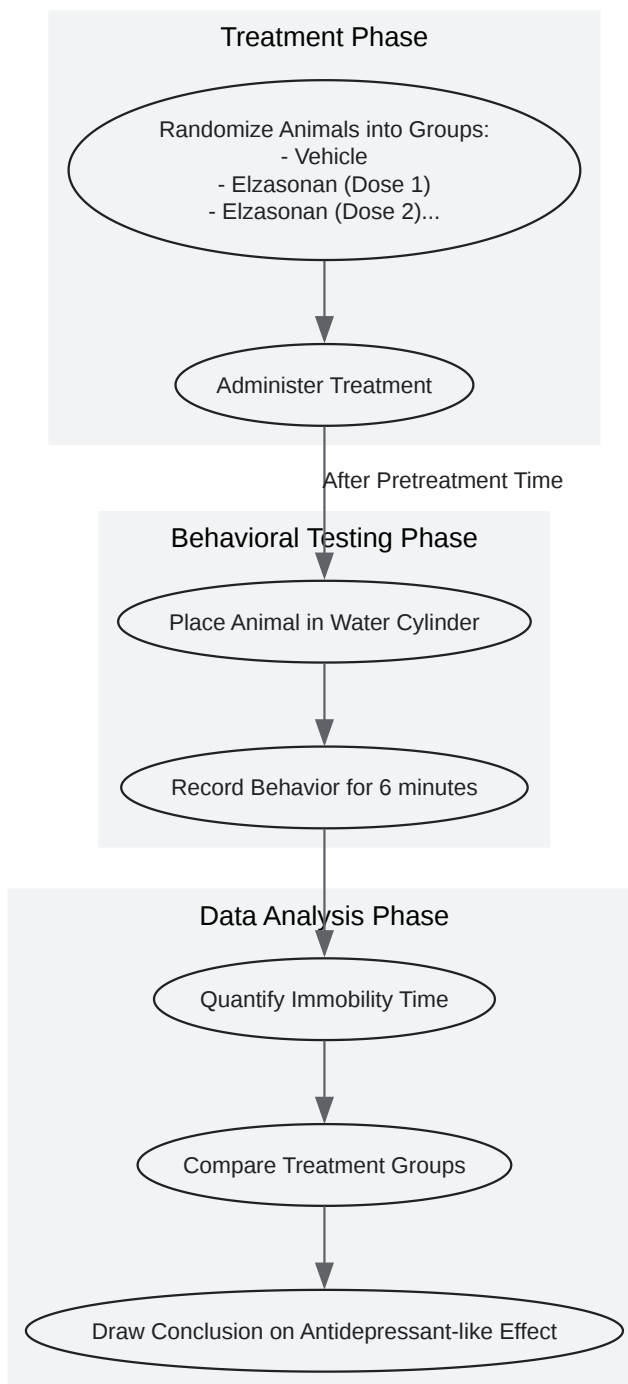 Treatment Phase
Randomize Animals into Groups:
- Vehicle
- Elzasonan (Dose 1)
- Elzasonan (Dose 2)...
Administer Treatment
After Pretreatment Time
Behavioral Testing Phase
Place Animal in Water Cylinder
Record Behavior for 6 minutes
Data Analysis Phase
Quantify Immobility Time
Compare Treatment Groups
Draw Conclusion on Antidepressant-like Effect